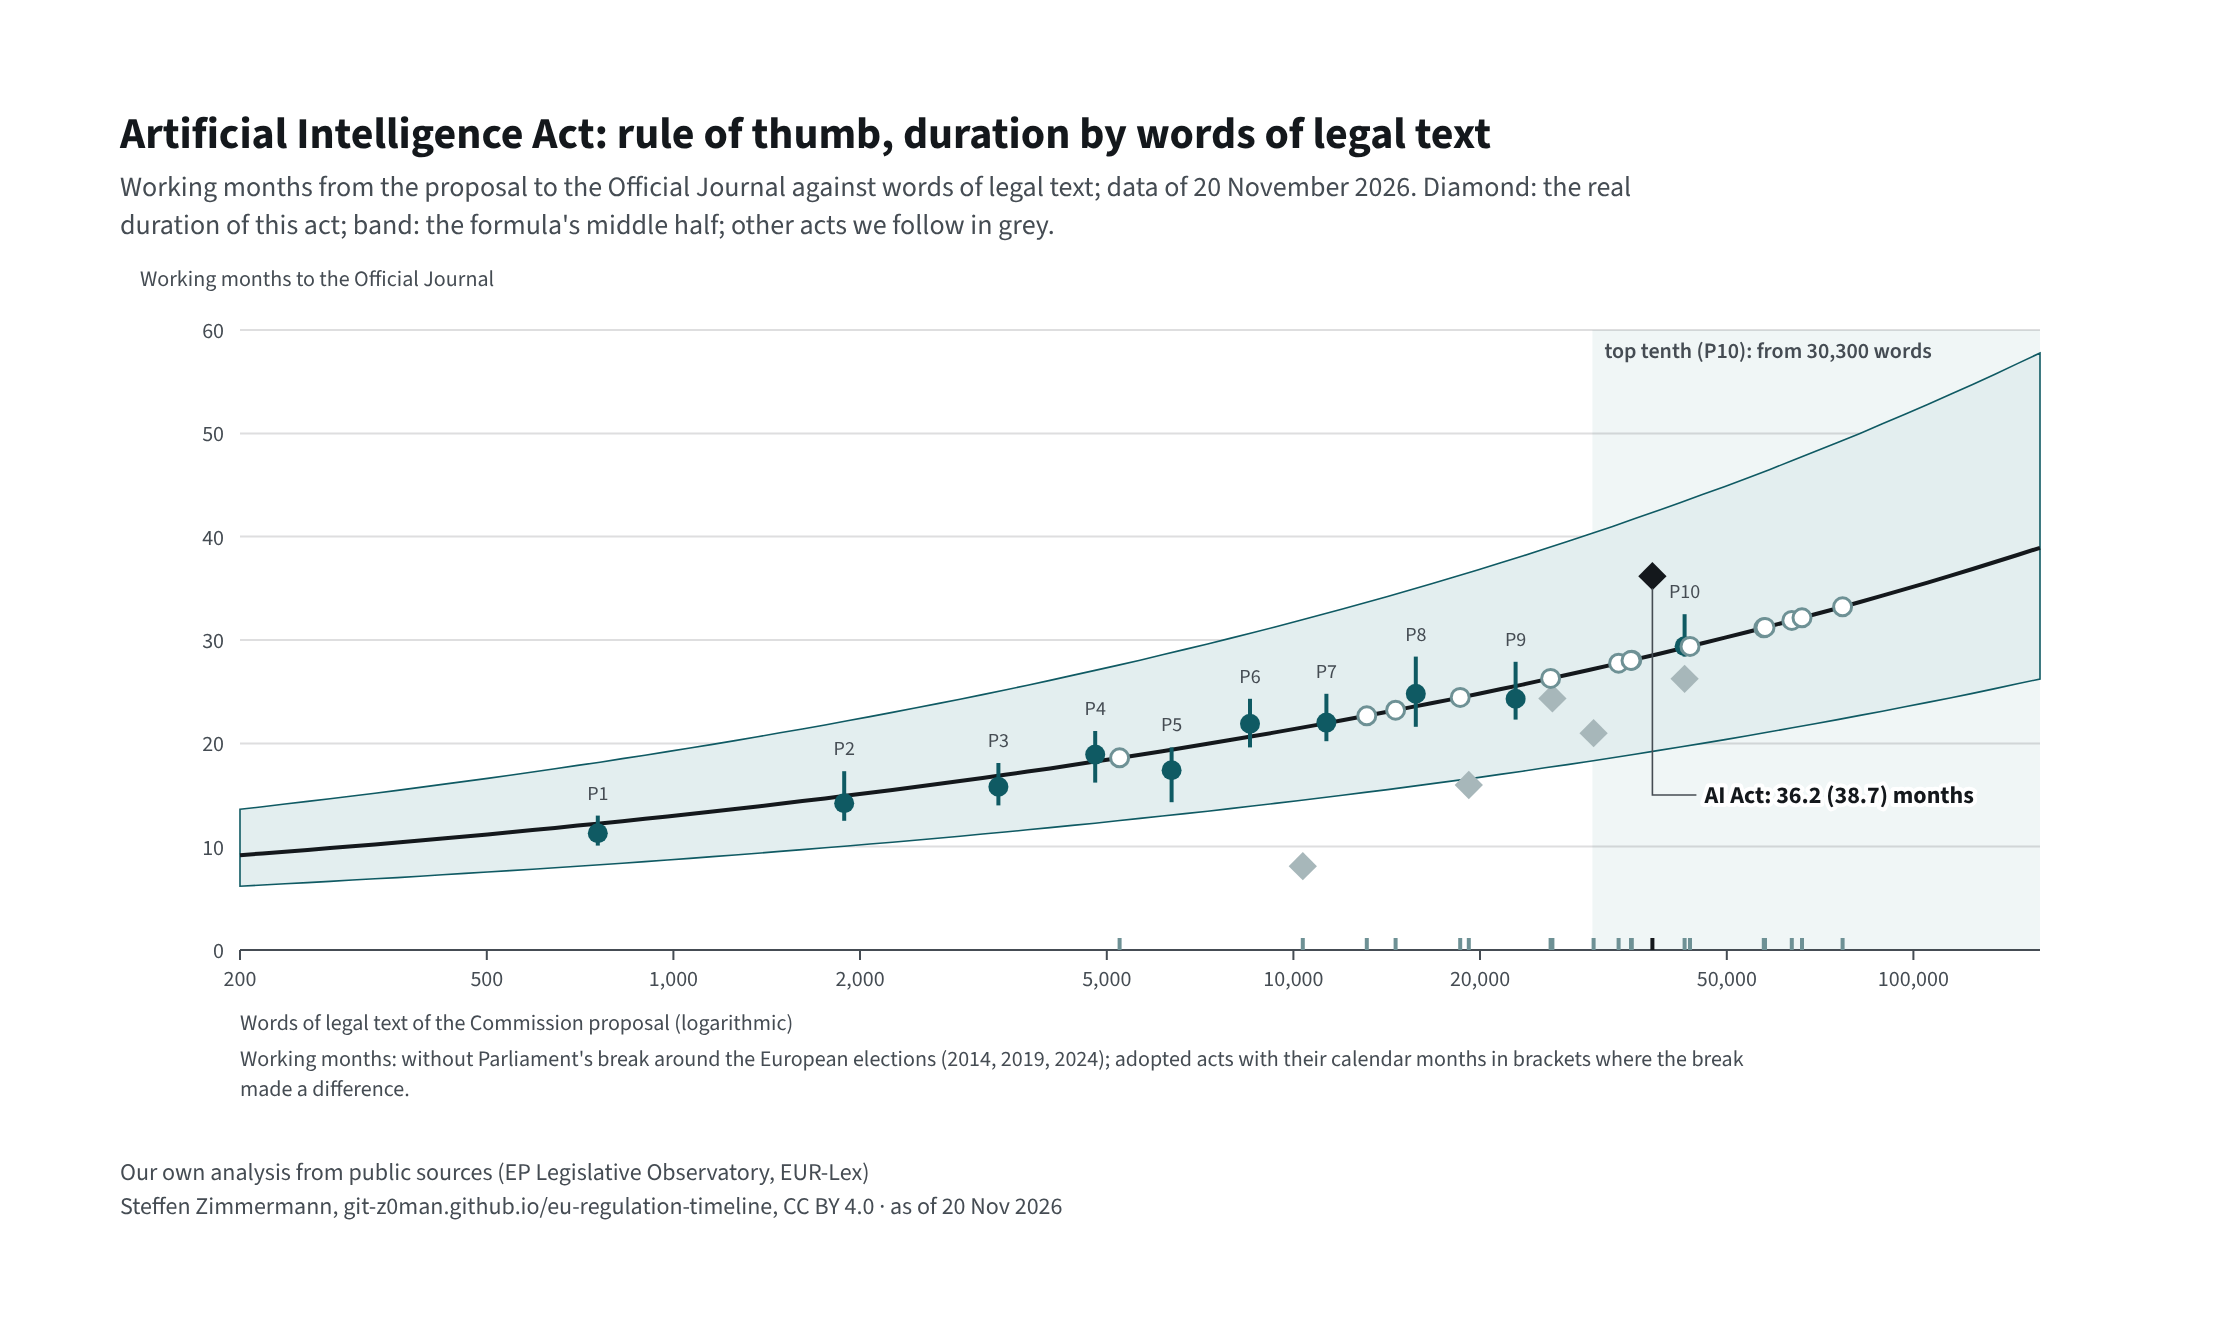 Artificial Intelligence Act: rule of thumb, duration by words of legal text
Working months from the proposal to the Official Journal against words of legal text; data of 20 November 2026. Diamond: the real
duration of this act; band: the formula's middle half; other acts we follow in grey.
Working months to the Official Journal
60
top tenth (P10): from 30,300 words
50
40
P10
30
P8
P9
P6
P7
P4
P5
20
P3
P2
P1
AI Act: 36.2 (38.7) months
10
0
200
500
1,000
2,000
5,000
10,000
20,000
50,000
100,000
Words of legal text of the Commission proposal (logarithmic)
Working months: without Parliament's break around the European elections (2014, 2019, 2024); adopted acts with their calendar months in brackets where the break
made a difference.
Our own analysis from public sources (EP Legislative Observatory, EUR-Lex)
Steffen Zimmermann, git-z0man.github.io/eu-regulation-timeline, CC BY 4.0 · as of 20 Nov 2026